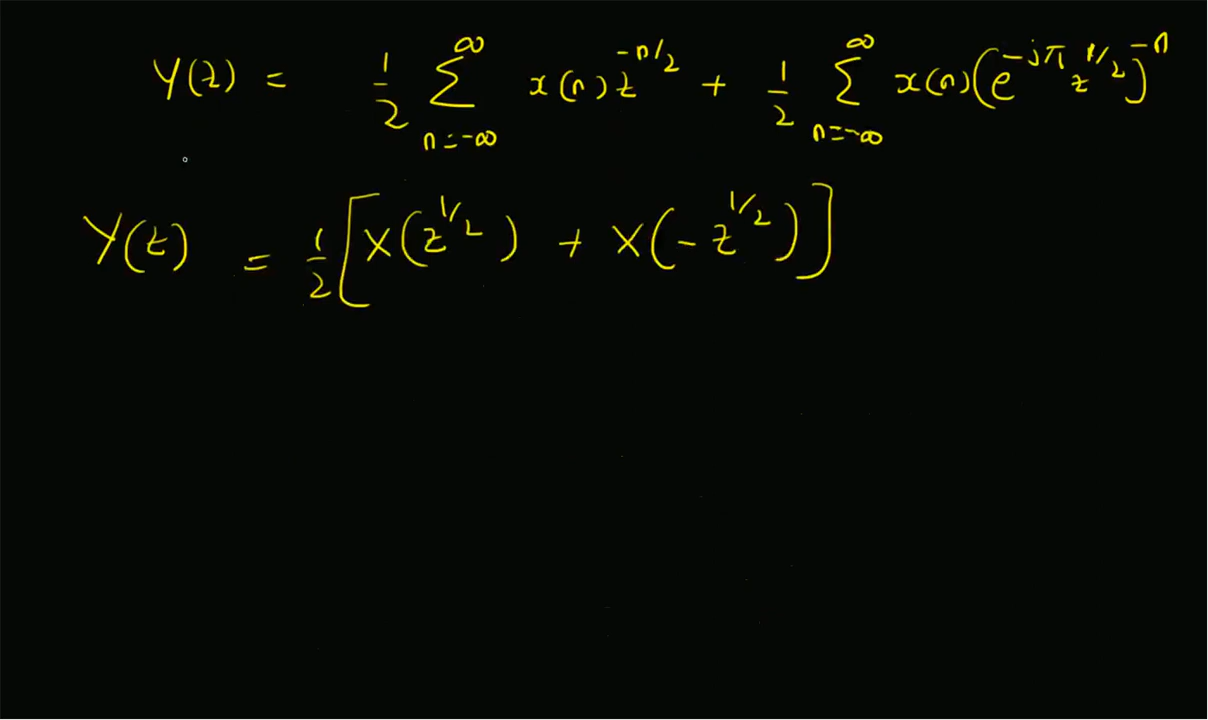 Y(z) = 1/2 ∑_{n=-∞}^{∞} x(n) z^{-n/2} + 1/2 ∑_{n=-∞}^{∞} x(n) (e^{-jπ} z^{1/2})^{-n}
Y(z) = 1/2 [X(z^{1/2}) + X(-z^{1/2})]